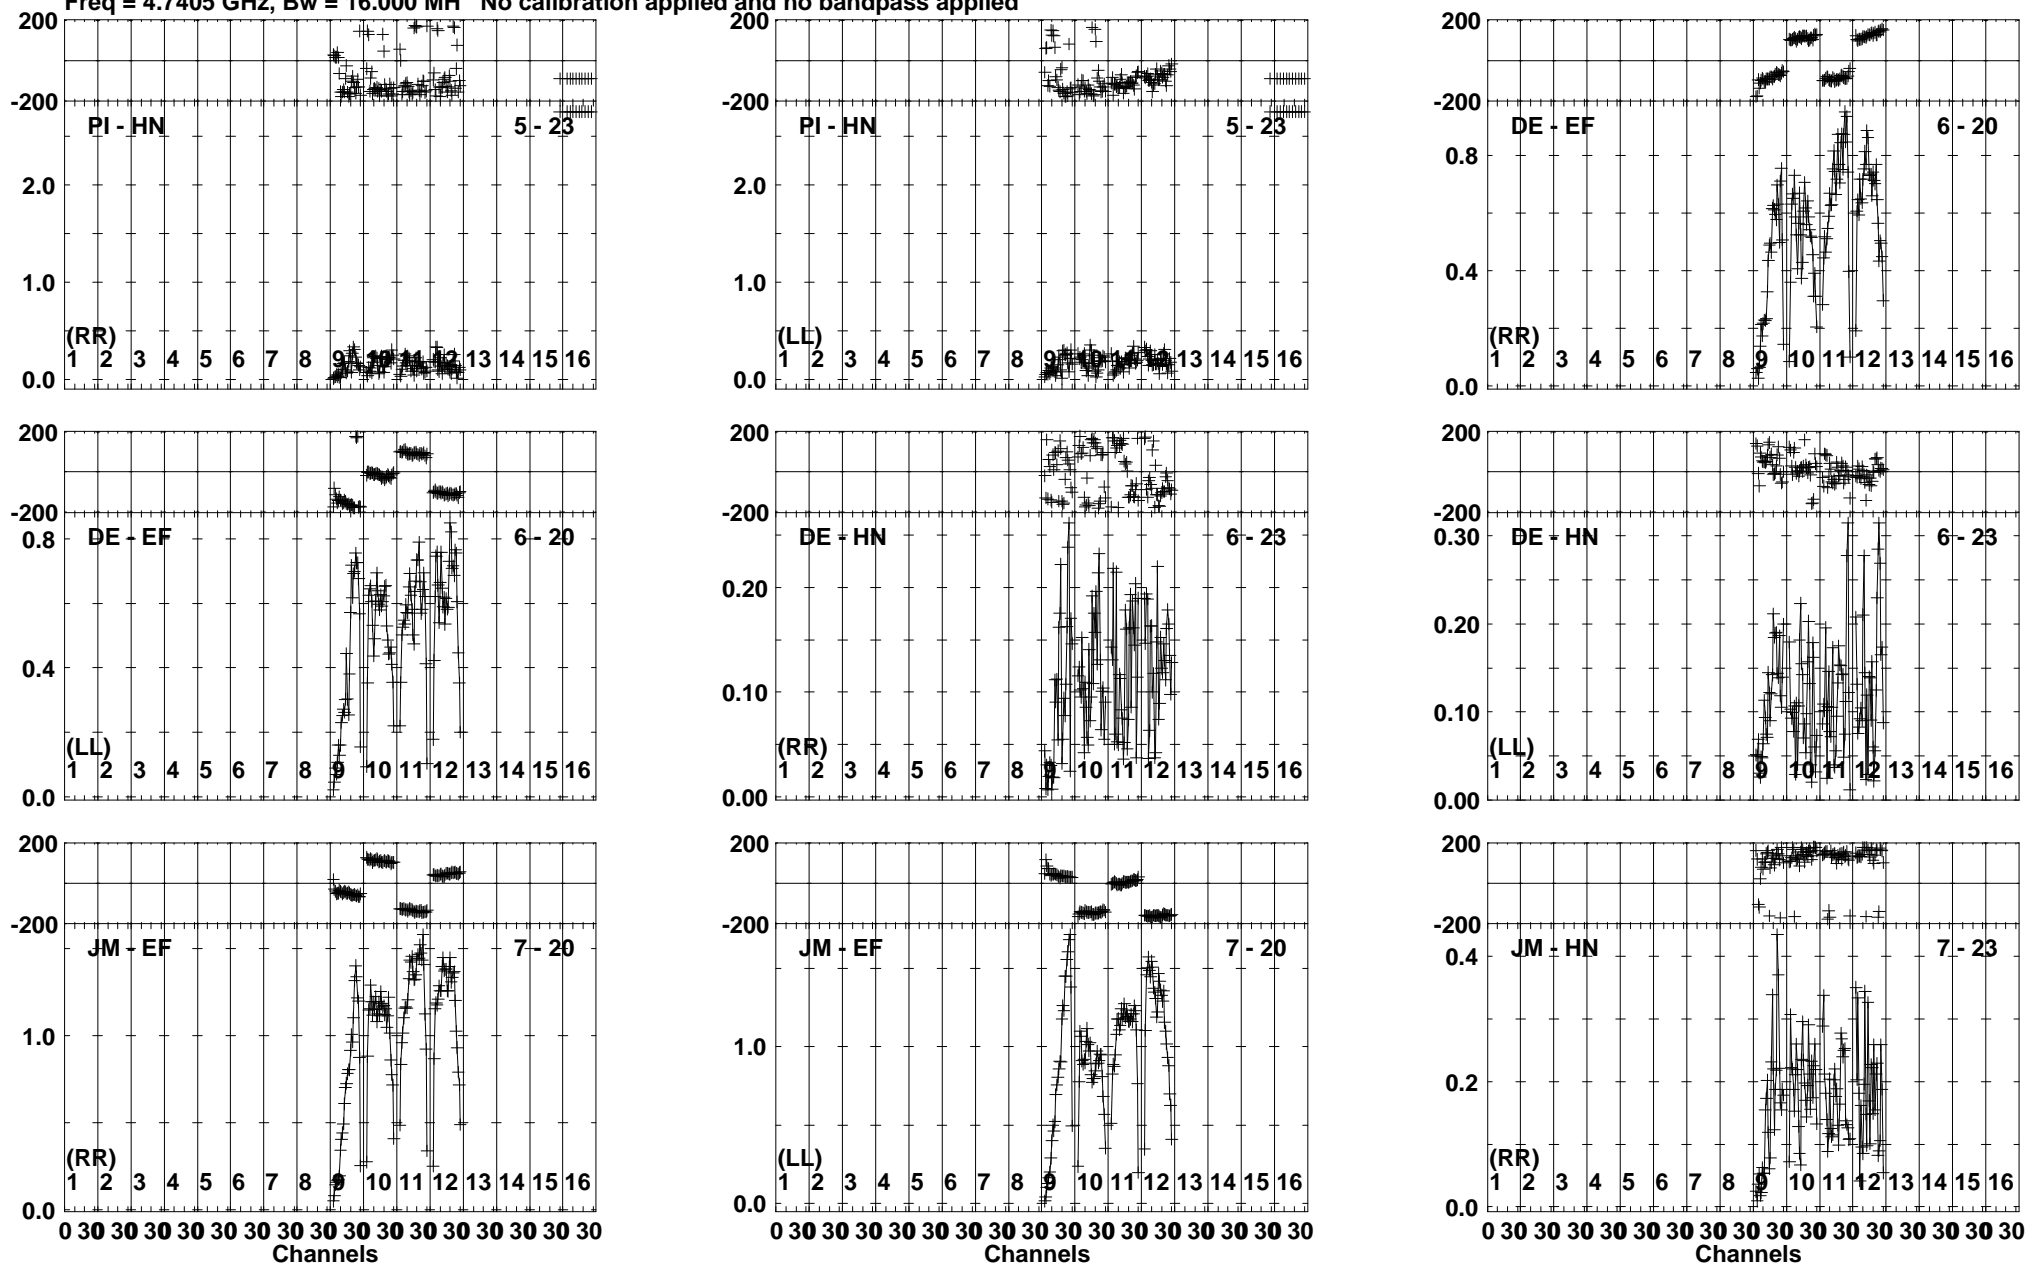 Freq = 4.7405 GHz, Bw = 16.000 MH No calibration applied and no bandpass applied
200 200 200
-200 -200 -200
PI - HN 5 - 23 PI - HN 5 - 23 DE - EF 6 - 20
2.0 2.0 0.8
1.0 1.0 0.4
(RR) (LL) (RR)
1 2 3 4 5 6 7 8 9 10 11 12 13 14 15 16 1 2 3 4 5 6 7 8 9 10 11 12 13 14 15 16 1 2 3 4 5 6 7 8 9 10 11 12 13 14 15 16
0.0 0.0 0.0
200 200 200
-200 -200 -200
DE - EF 6 - 20 DE - HN 6 - 23 DE - HN 6 - 23
0.8 0.30
0.20 0.20
0.4 0.10 0.10
(LL) (RR) (LL)
1 2 3 4 5 6 7 8 9 10 11 12 13 14 15 16 1 2 3 4 5 6 7 8 9 10 11 12 13 14 15 16 1 2 3 4 5 6 7 8 9 10 11 12 13 14 15 16
0.0 0.00 0.00
200 200 200
-200 -200 -200
JM - EF 7 - 20 JM - EF 7 - 20 JM - HN 7 - 23
0.4
1.0 1.0 0.2
(RR) (LL) (RR)
1 2 3 4 5 6 7 8 9 10 11 12 13 14 15 16 1 2 3 4 5 6 7 8 9 10 11 12 13 14 15 16 1 2 3 4 5 6 7 8 9 10 11 12 13 14 15 16
0.0 0.0 0.0
0 30 30 30 30 30 30 30 30 30 30 30 30 30 30 30 30 0 30 30 30 30 30 30 30 30 30 30 30 30 30 30 30 30 0 30 30 30 30 30 30 30 30 30 30 30 30 30 30 30 30
Channels Channels Channels